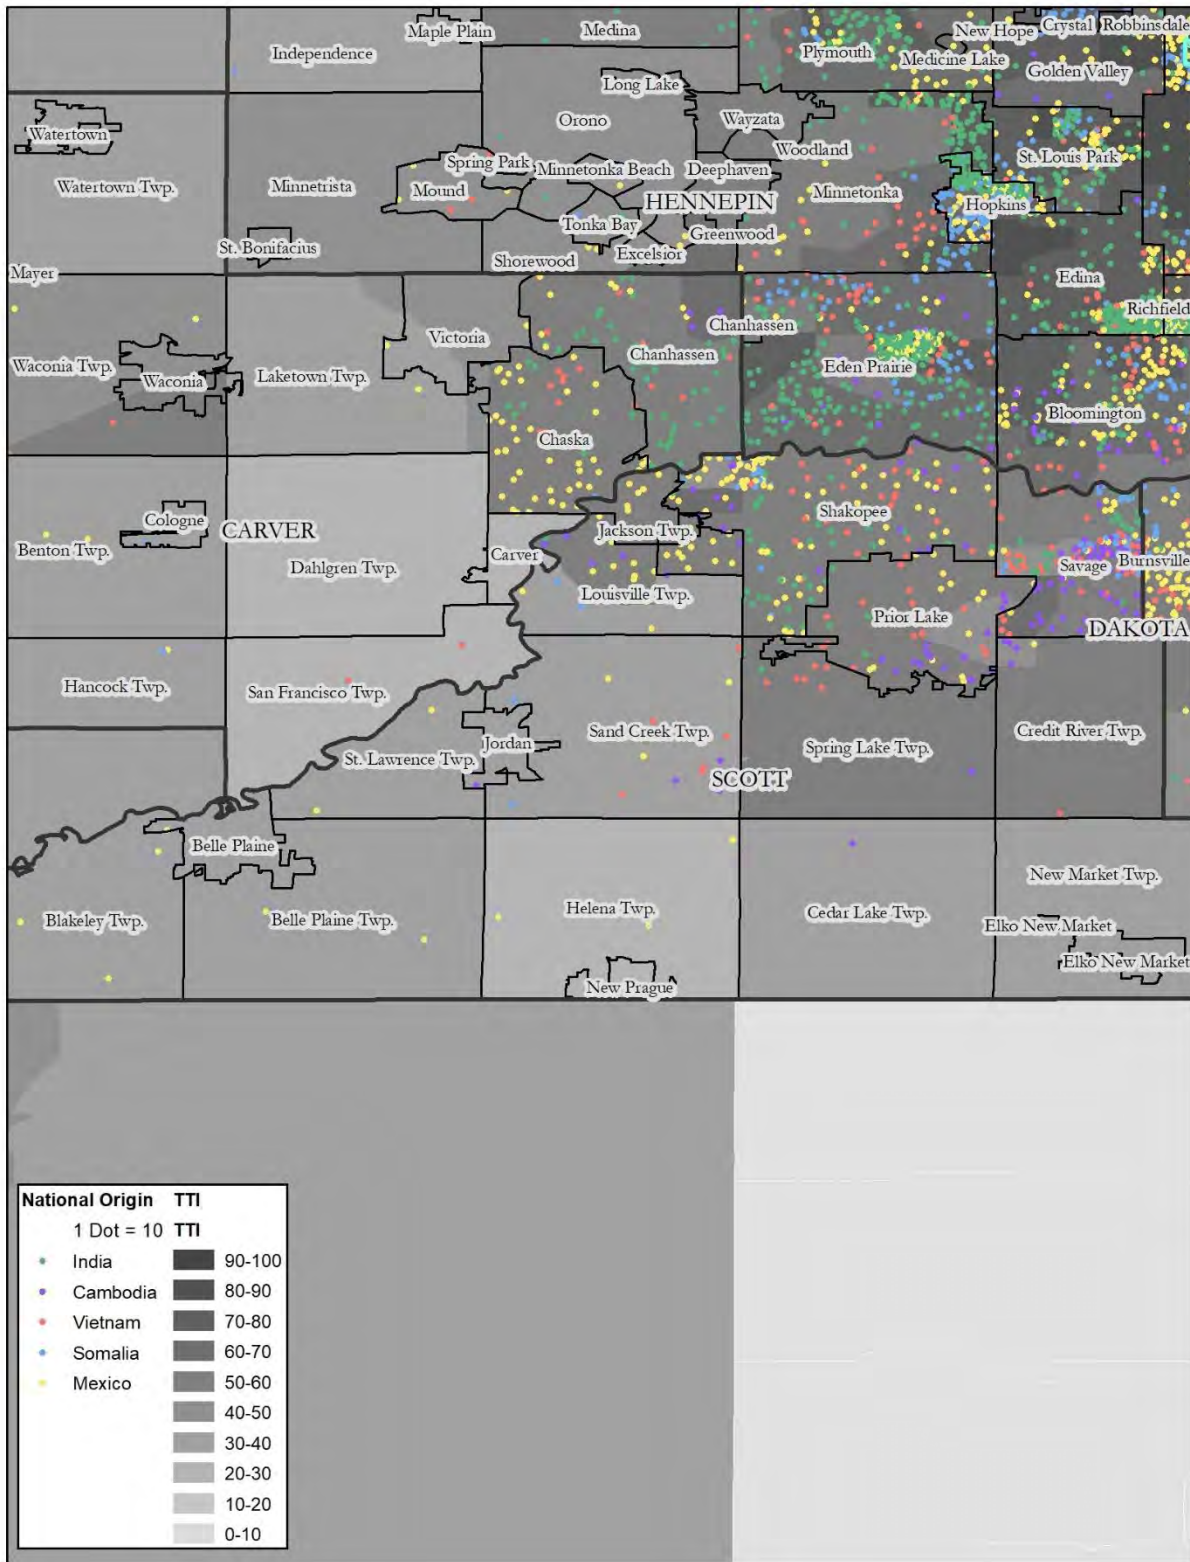 Maple Plain
Medina
New Hope
Crystal
Robbinsdale
Independence
Plymouth
Medicine Lake
Golden Valley
Long Lake
Watertown
Orono
Wayzata
Woodland
St. Louis Park
Watertown Twp.
Minnetrista
Spring Park
Mound
Minnetonka Beach
Deephaven
Minnetonka
HENNEPIN
Hopkins
Tonka Bay
Greenwood
St. Bonifacius
Shorewood
Excelsior
Mayer
Edina
Richfield
Victoria
Chanhassen
Chanhassen
Waconia Twp.
Waconia
Laketown Twp.
Eden Prairie
Bloomington
Chaska
Cologne
CARVER
Shakopee
Jackson Twp.
Benton Twp.
Dahlgren Twp.
Carver
Louisville Twp.
Savage
Burnsville
Prior Lake
DAKOTA
Hancock Twp.
San Francisco Twp.
Sand Creek Twp.
Credit River Twp.
Jordan
Spring Lake Twp.
St. Lawrence Twp.
SCOTT
Belle Plaine
New Market Twp.
Blakeley Twp.
Belle Plaine Twp.
Helena Twp.
Cedar Lake Twp.
Elko New Market
Elko New Market
New Prague
National Origin TTI
1 Dot = 10 TTI
India 90-100
Cambodia 80-90
Vietnam 70-80
Somalia 60-70
Mexico 50-60
40-50
30-40
20-30
10-20
0-10